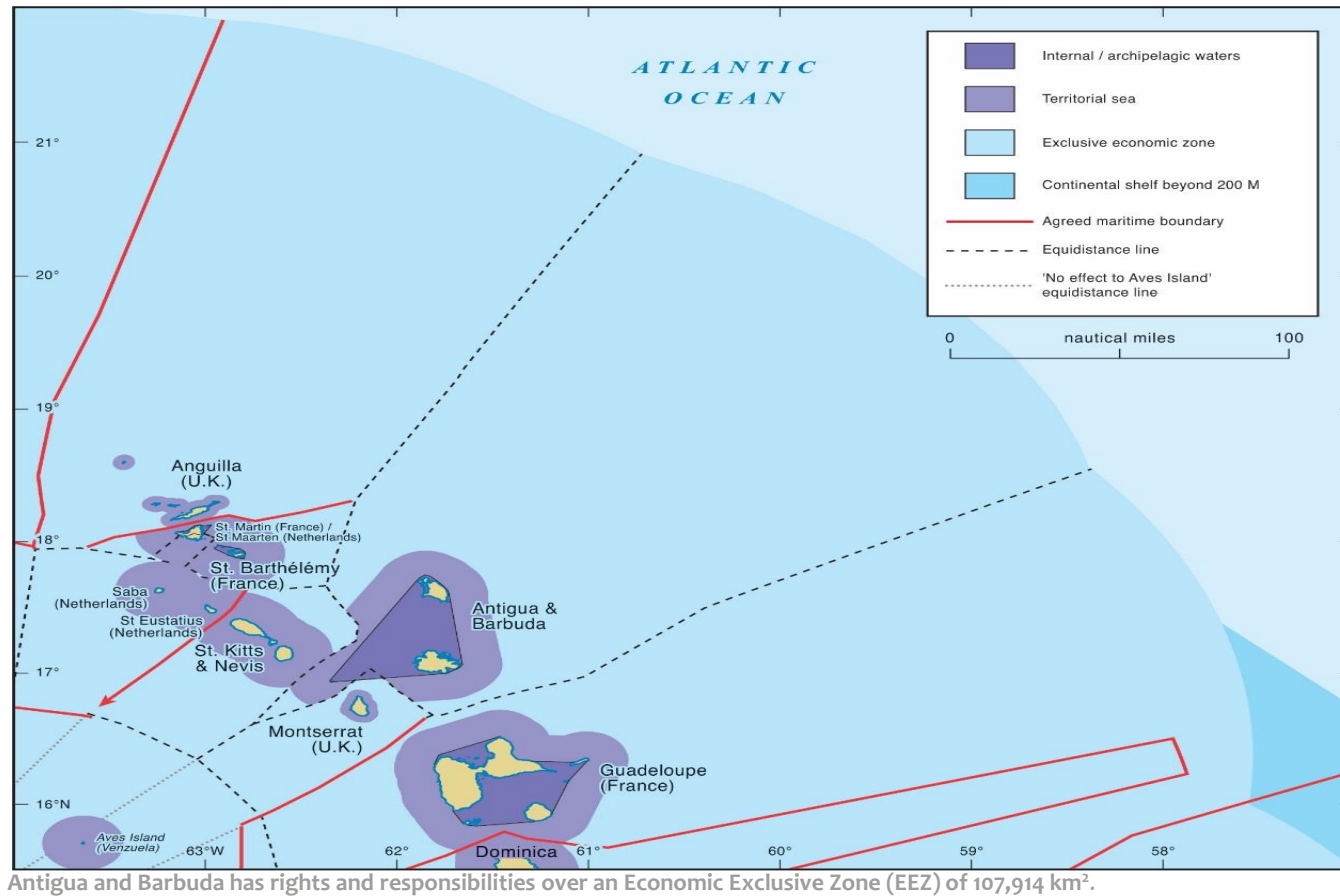 ATLANTIC
OCEAN
Internal / archipelagic waters
Territorial sea
Exclusive economic zone
Continental shelf beyond 200 M
Agreed maritime boundary
Equidistance line
'No effect to Aves Island'
equidistance line
0 nautical miles 100
21°
20°
19°
18°
17°
16°N
Anguilla
(U.K.)
St. Martin (France) /
St Maarten (Netherlands)
St. Barthélémy
(France)
Saba
(Netherlands)
St Eustatius
(Netherlands)
St. Kitts
& Nevis
Antigua &
Barbuda
Montserrat
(U.K.)
Guadeloupe
(France)
Aves Island
(Venzuela)
Dominica
63°W 62° 61° 60° 59° 58°
Antigua and Barbuda has rights and responsibilities over an Economic Exclusive Zone (EEZ) of 107,914 km².